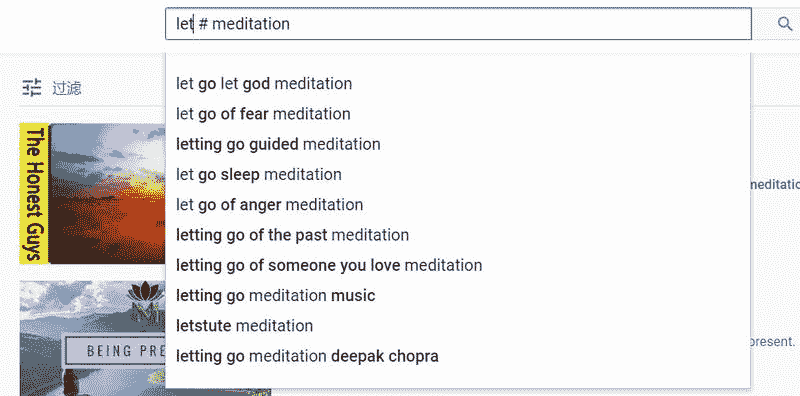 let # meditation
过滤
let go let god meditation
let go of fear meditation
letting go guided meditation
let go sleep meditation
let go of anger meditation
letting go of the past meditation
letting go of someone you love meditation
letting go meditation music
letstute meditation
letting go meditation deepak chopra
The Honest Guys
meditatio
BEING PRE
present.